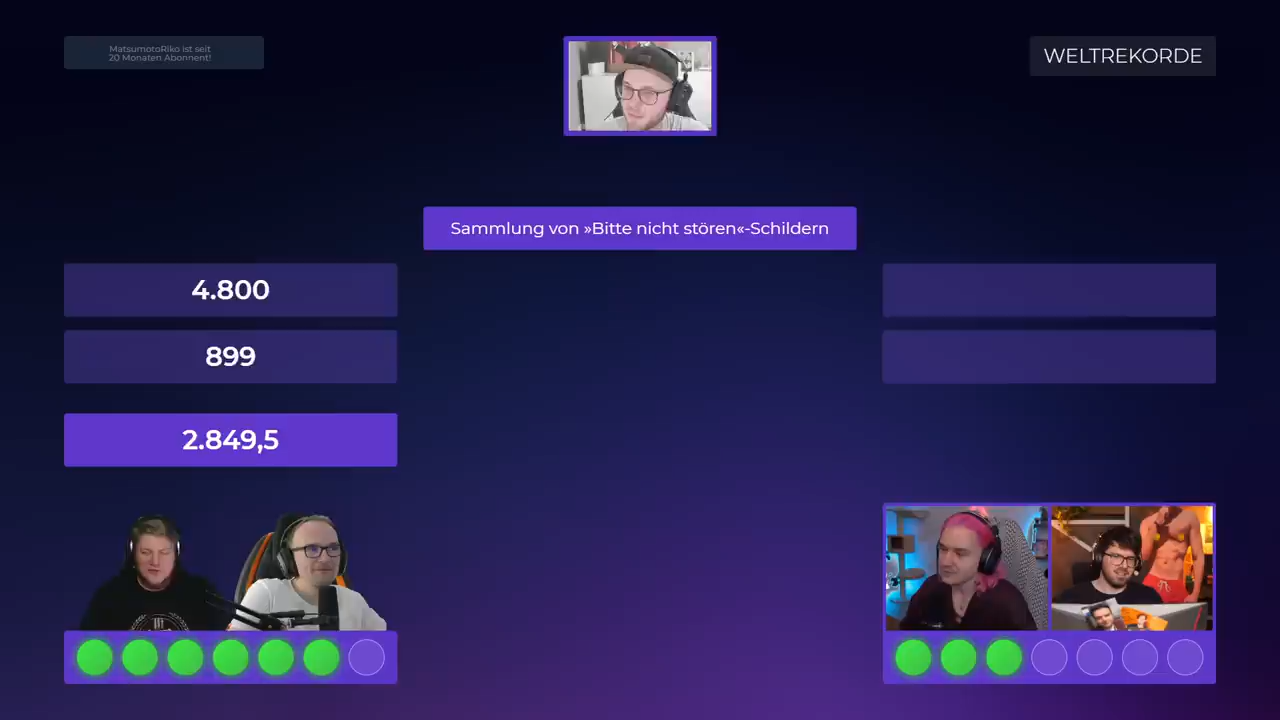 MatsumotoRiko ist seit
20 Monaten Abonnent!
WELTREKORDE
Sammlung von »Bitte nicht stören«-Schildern
4.800
899
2.849,5